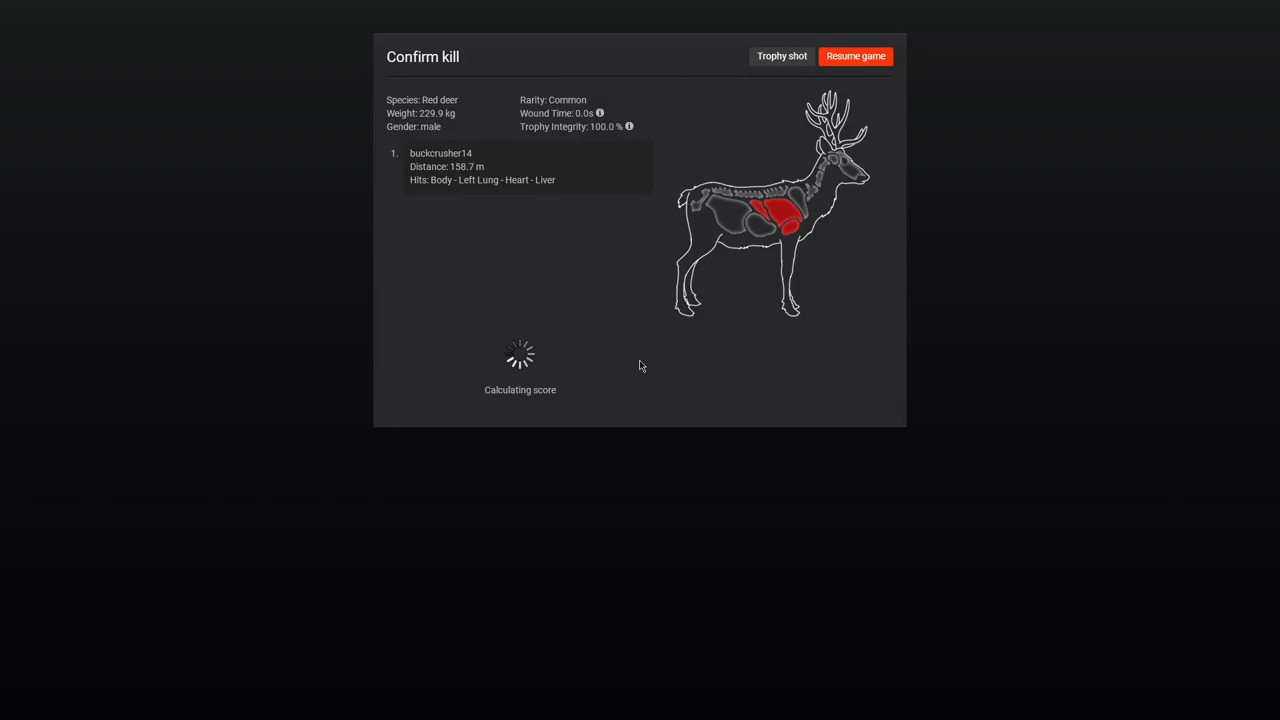 Confirm kill
Trophy shot
Resume game
Species: Red deer
Weight: 229.9 kg
Gender: male
Rarity: Common
Wound Time: 0.0s
Trophy Integrity: 100.0 %
1. buckcrusher14
Distance: 158.7 m
Hits: Body - Left Lung - Heart - Liver
Calculating score